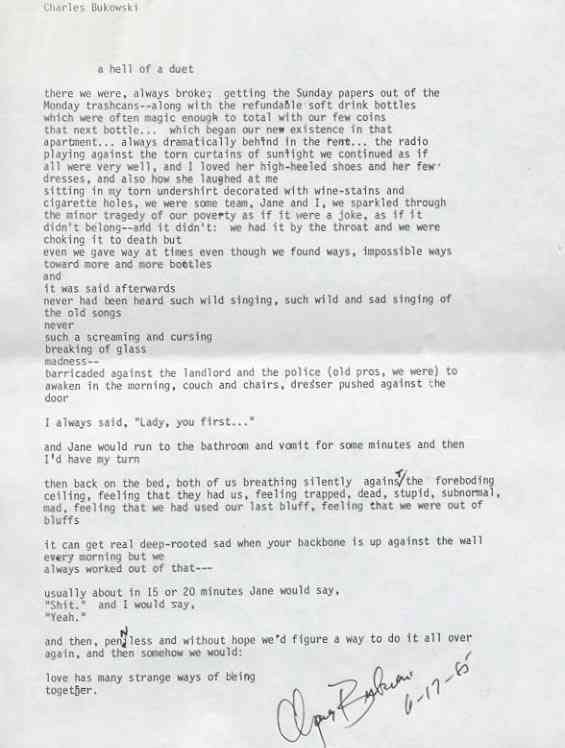 Charles Bukowski
a hell of a duet
there we were, always broke; getting the Sunday papers out of the
Monday trashcans--along with the refundable soft drink bottles
which were often magic enough to total with our few coins
that next bottle... which began our new existence in that
apartment... always dramatically behind in the rent... the radio
playing against the torn curtains of sunlight we continued as if
all were very well, and I loved her high-heeled shoes and her few
dresses, and also how she laughed at me
sitting in my torn undershirt decorated with wine-stains and
cigarette holes, we were some team, Jane and I, we sparkled through
the minor tragedy of our poverty as if it were a joke, as if it
didn't belong--and it didn't: we had it by the throat and we were
choking it to death but
even we gave way at times even though we found ways, impossible ways
toward more and more bottles
and
it was said afterwards
never had been heard such wild singing, such wild and sad singing of
the old songs
never
such a screaming and cursing
breaking of glass
madness--
barricaded against the landlord and the police (old pros, we were) to
awaken in the morning, couch and chairs, dresser pushed against the
door
I always said, "Lady, you first..."
and Jane would run to the bathroom and vomit for some minutes and then
I'd have my turn
then back on the bed, both of us breathing silently against the foreboding
ceiling, feeling that they had us, feeling trapped, dead, stupid, subnormal,
mad, feeling that we had used our last bluff, feeling that we were out of
bluffs
it can get real deep-rooted sad when your backbone is up against the wall
every morning but we
always worked out of that---
usually about in 15 or 20 minutes Jane would say,
"Shit." and I would say,
"Yeah."
and then, penNless and without hope we'd figure a way to do it all over
again, and then somehow we would:
love has many strange ways of being
together.
6-17-85